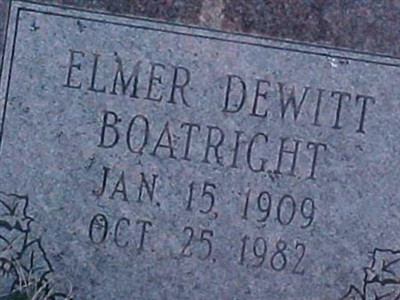 ELMER DEWITT
BOATRIGHT
JAN. 15, 1909
OCT. 25, 1982